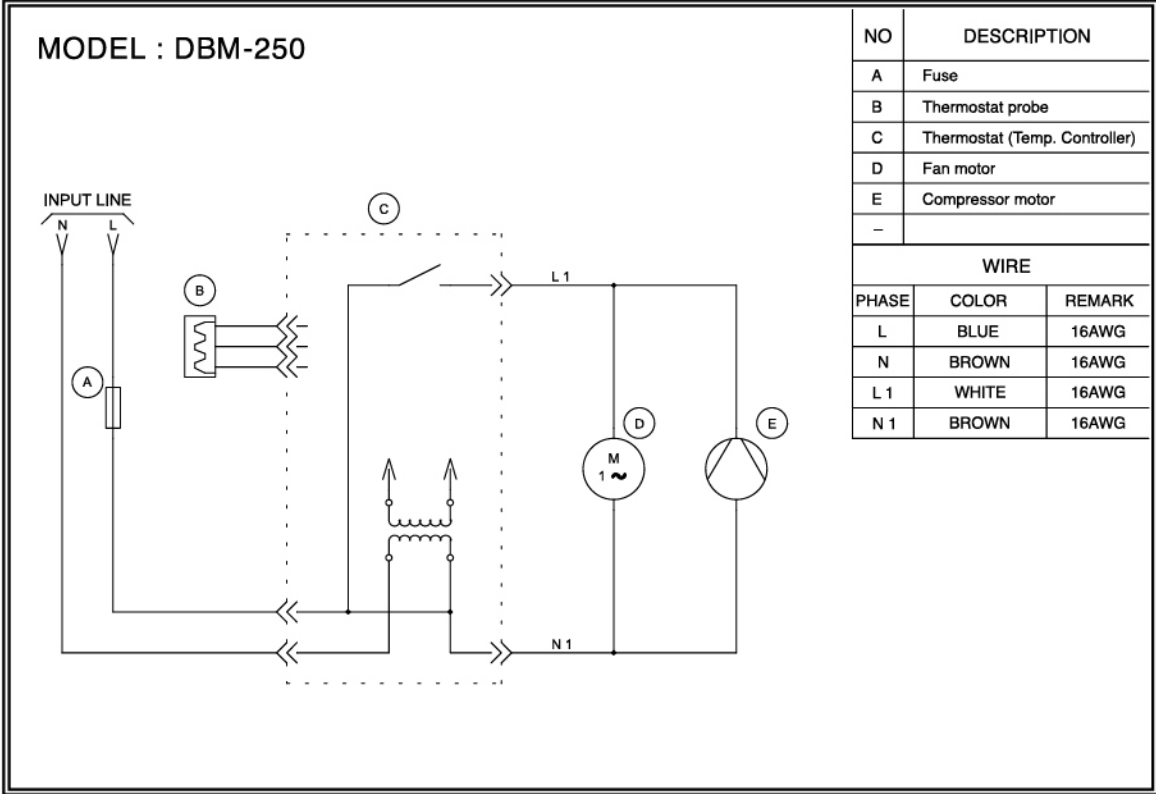 MODEL : DBM-250
NO DESCRIPTION
A Fuse
B Thermostat probe
C Thermostat (Temp. Controller)
D Fan motor
E Compressor motor
–
WIRE
PHASE COLOR REMARK
L BLUE 16AWG
N BROWN 16AWG
L 1 WHITE 16AWG
N 1 BROWN 16AWG
INPUT LINE
N L
C
L 1
B
A
D
E
M
1 ~
N 1